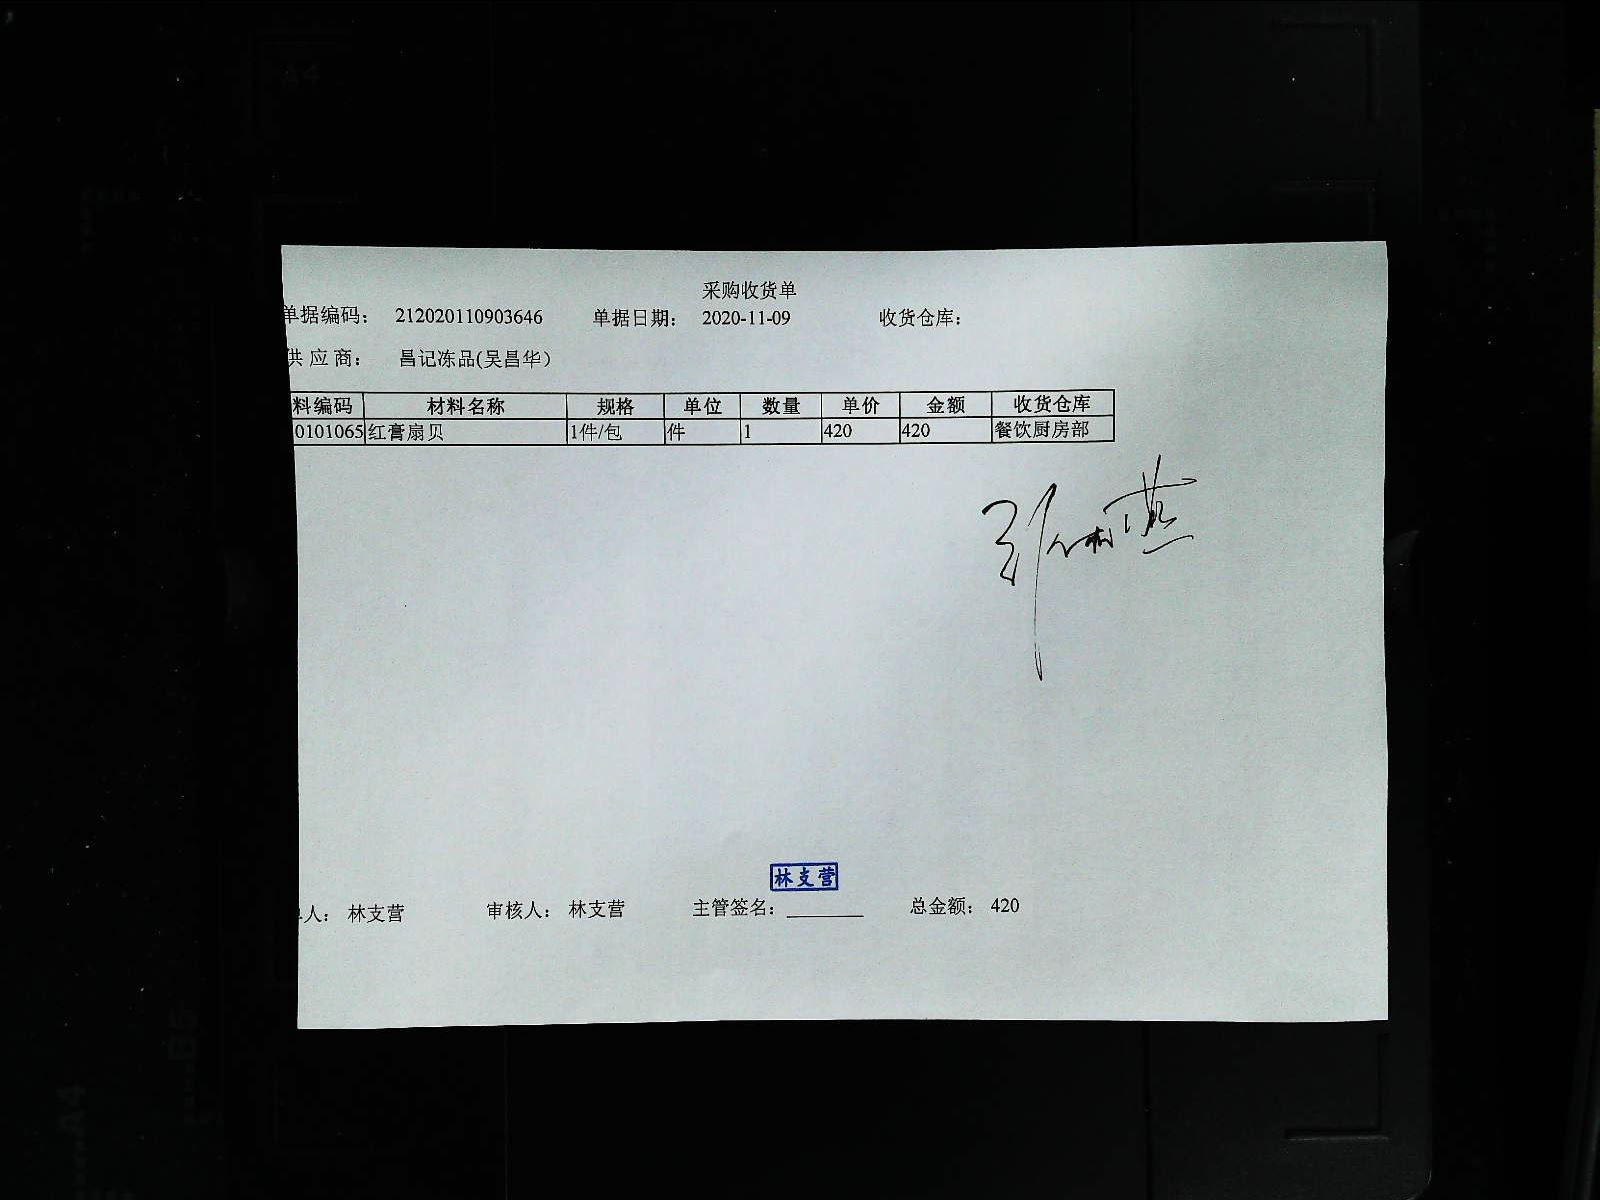 采购收货单
单据编码： 212020110903646 单据日期： 2020-11-09 收货仓库：
供应商： 昌记冻品(吴昌华)
料编码 材料名称 规格 单位 数量 单价 金额 收货仓库
0101065 红膏扇贝 1件/包 件 1 420 420 餐饮厨房部
林支营
人： 林支营 审核人： 林支营 主管签名： 总金额： 420